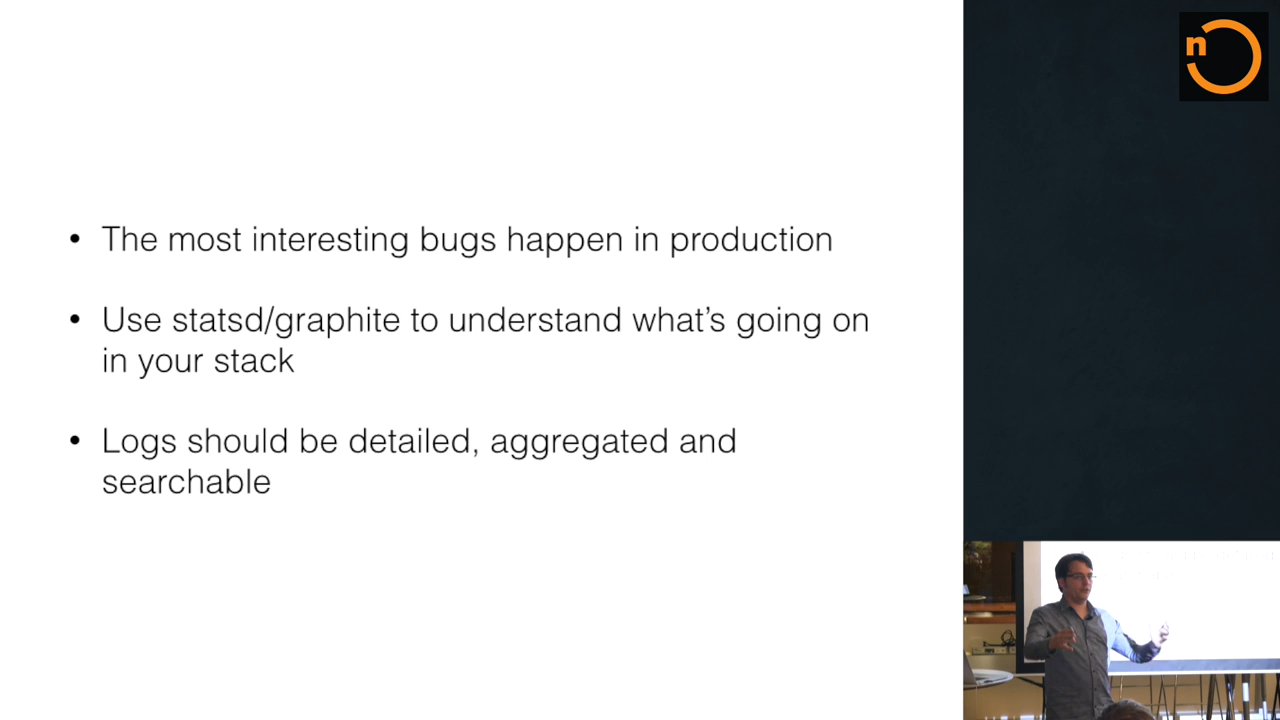 n
• The most interesting bugs happen in production
• Use statsd/graphite to understand what’s going on
in your stack
• Logs should be detailed, aggregated and
searchable